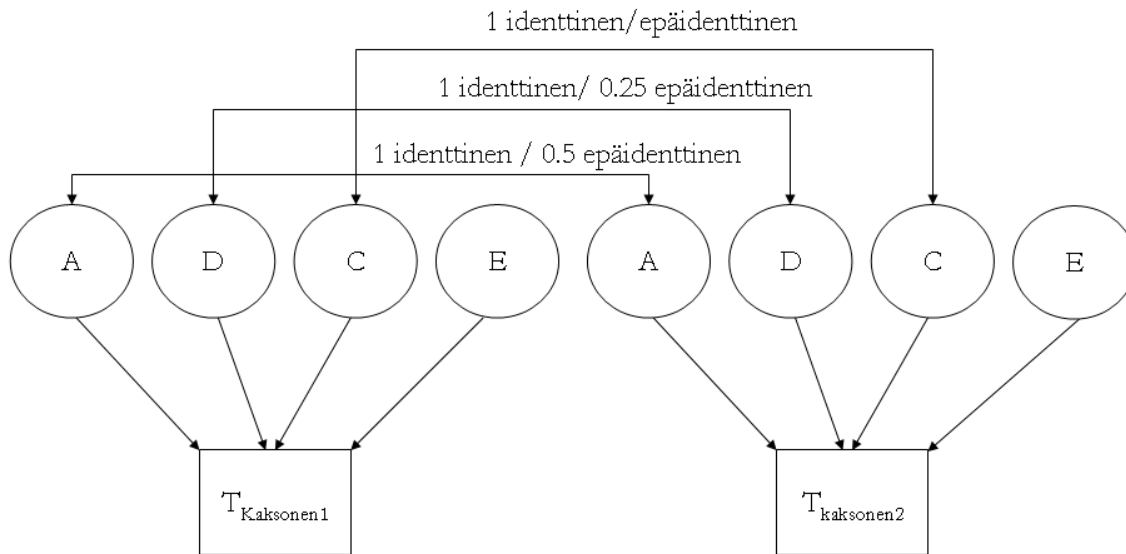 1 identtinen/epäidenttinen
1 identtinen/ 0.25 epäidenttinen
1 identtinen / 0.5 epäidenttinen
A D C E A D C E
TKaksonen1 Tkaksonen2